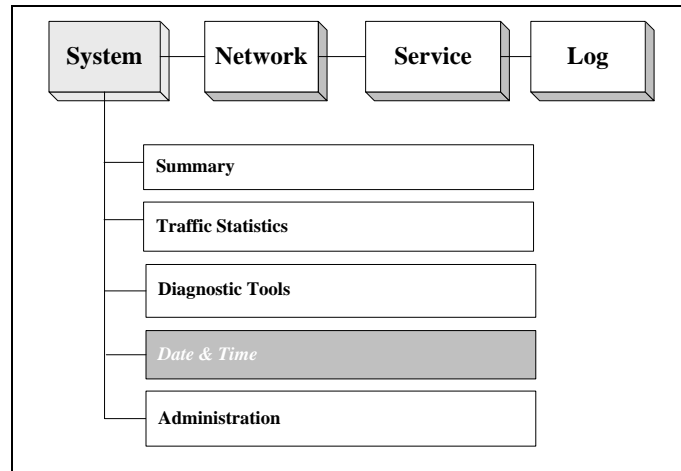 System
Network
Service
Log
Summary
Traffic Statistics
Diagnostic Tools
Date & Time
Administration